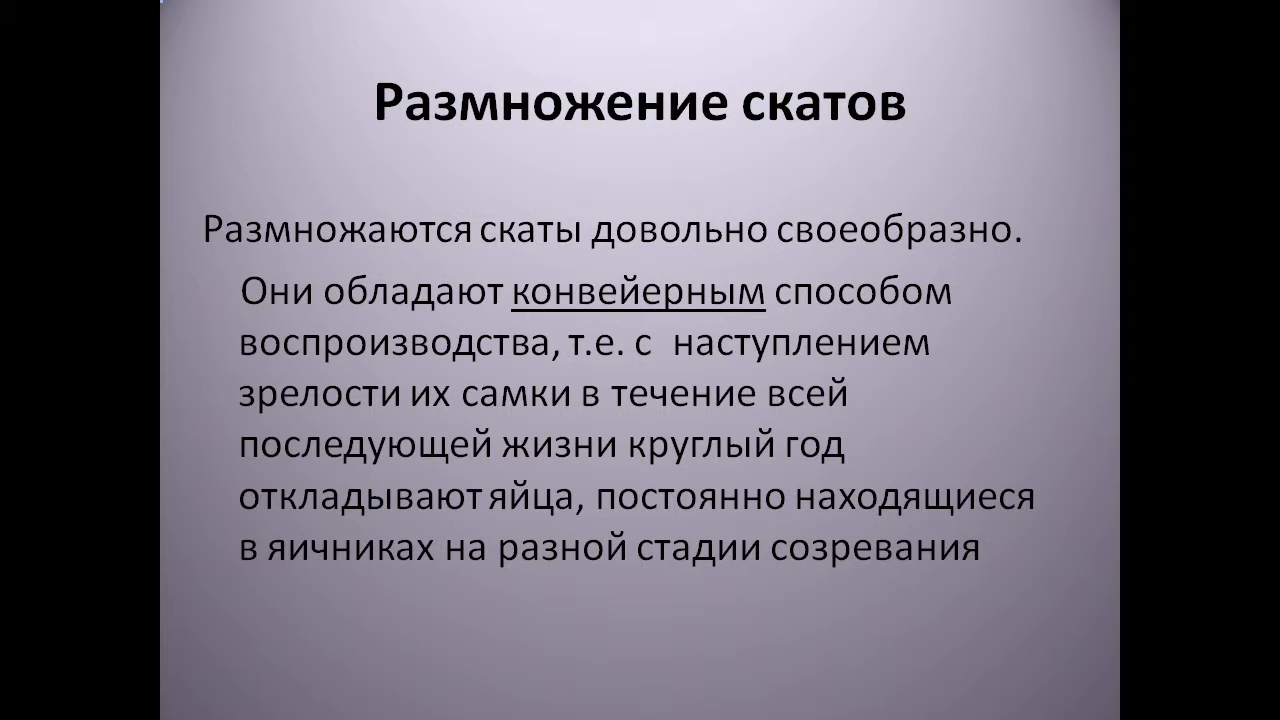 Размножение скатов
Размножаются скаты довольно своеобразно.
Они обладают конвейерным способом
воспроизводства, т.е. с наступлением
зрелости их самки в течение всей
последующей жизни круглый год
откладывают яйца, постоянно находящиеся
в яичниках на разной стадии созревания